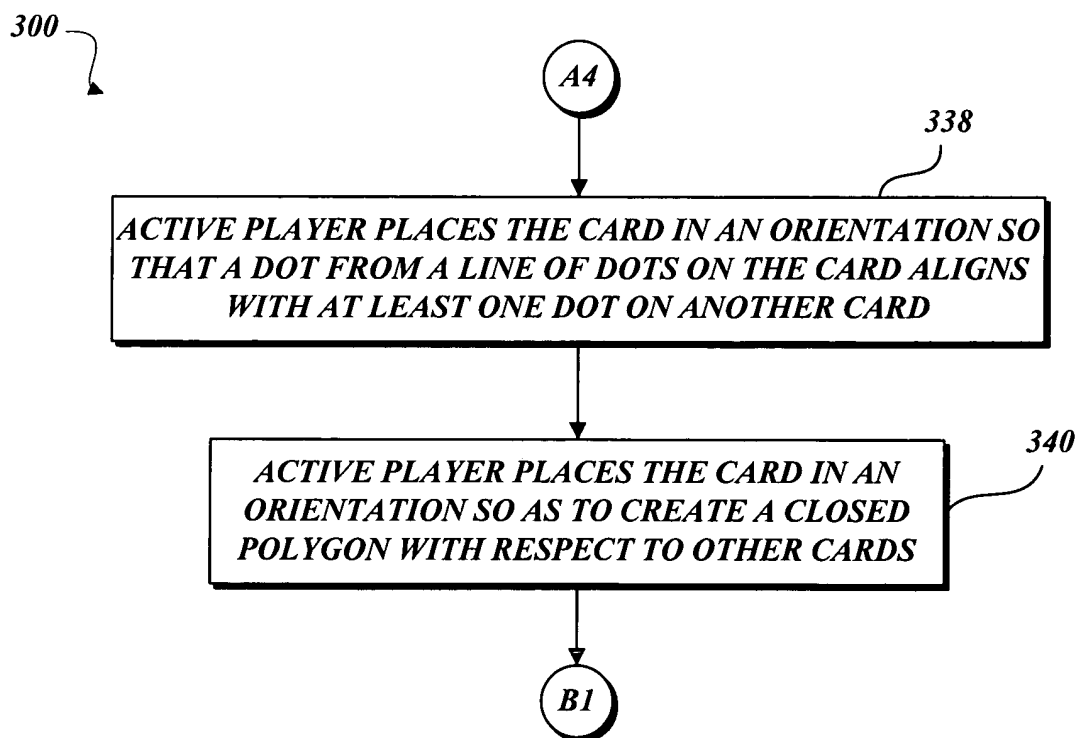 300
A4
338
ACTIVE PLAYER PLACES THE CARD IN AN ORIENTATION SO
THAT A DOT FROM A LINE OF DOTS ON THE CARD ALIGNS
WITH AT LEAST ONE DOT ON ANOTHER CARD
340
ACTIVE PLAYER PLACES THE CARD IN AN
ORIENTATION SO AS TO CREATE A CLOSED
POLYGON WITH RESPECT TO OTHER CARDS
B1